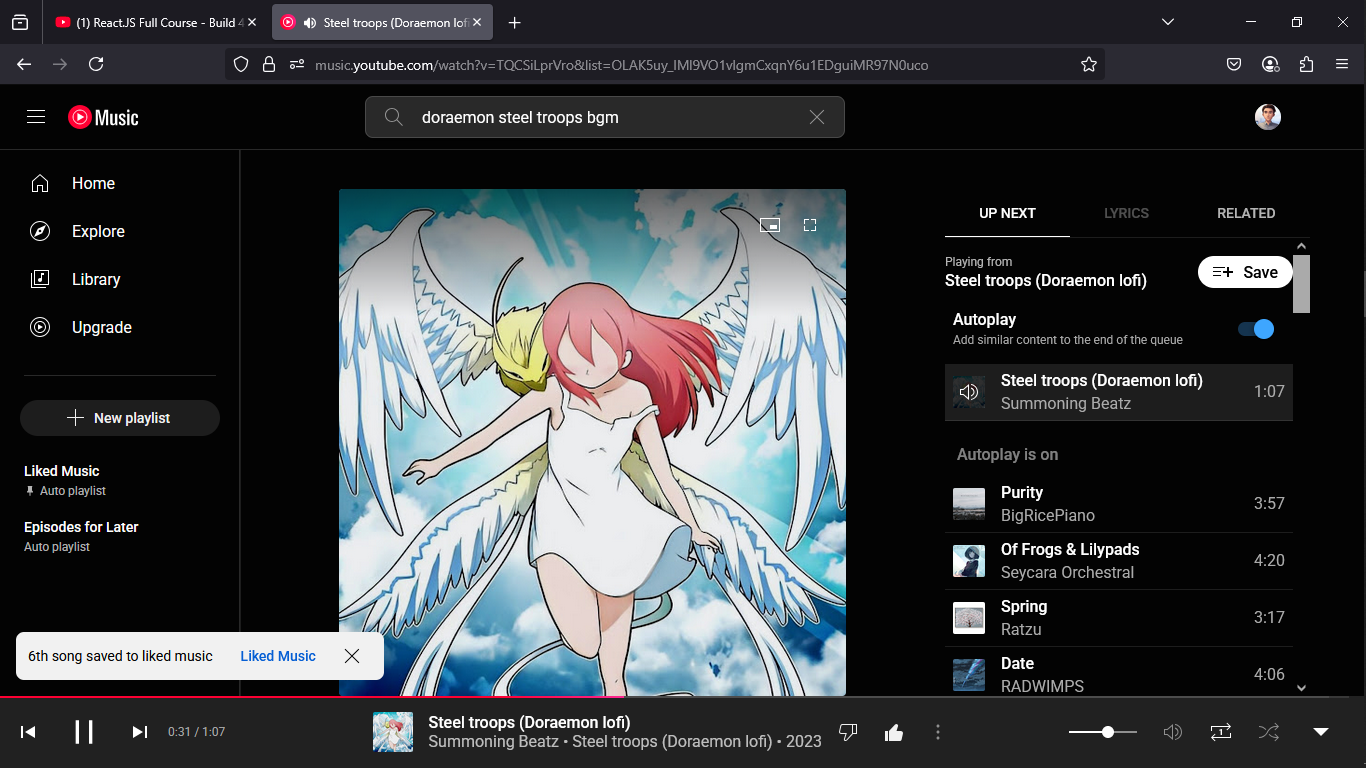 (1) React.JS Full Course - Build 4
Steel troops (Doraemon lofi
music.youtube.com/watch?v=TQCSiLprVro&list=OLAK5uy_lMI9VO1vlgmCxqnY6u1EDguiMR97N0uco
Music
doraemon steel troops bgm
Home
Explore
Library
Upgrade
New playlist
Liked Music
Auto playlist
Episodes for Later
Auto playlist
UP NEXT
LYRICS
RELATED
Playing from
Steel troops (Doraemon lofi)
Save
Autoplay
Add similar content to the end of the queue
Steel troops (Doraemon lofi)
Summoning Beatz
1:07
Autoplay is on
Purity
BigRicePiano
3:57
Of Frogs & Lilypads
Seycara Orchestral
4:20
Spring
Ratzu
3:17
Date
RADWIMPS
4:06
6th song saved to liked music
Liked Music
0:31 / 1:07
Steel troops (Doraemon lofi)
Summoning Beatz • Steel troops (Doraemon lofi) • 2023
1